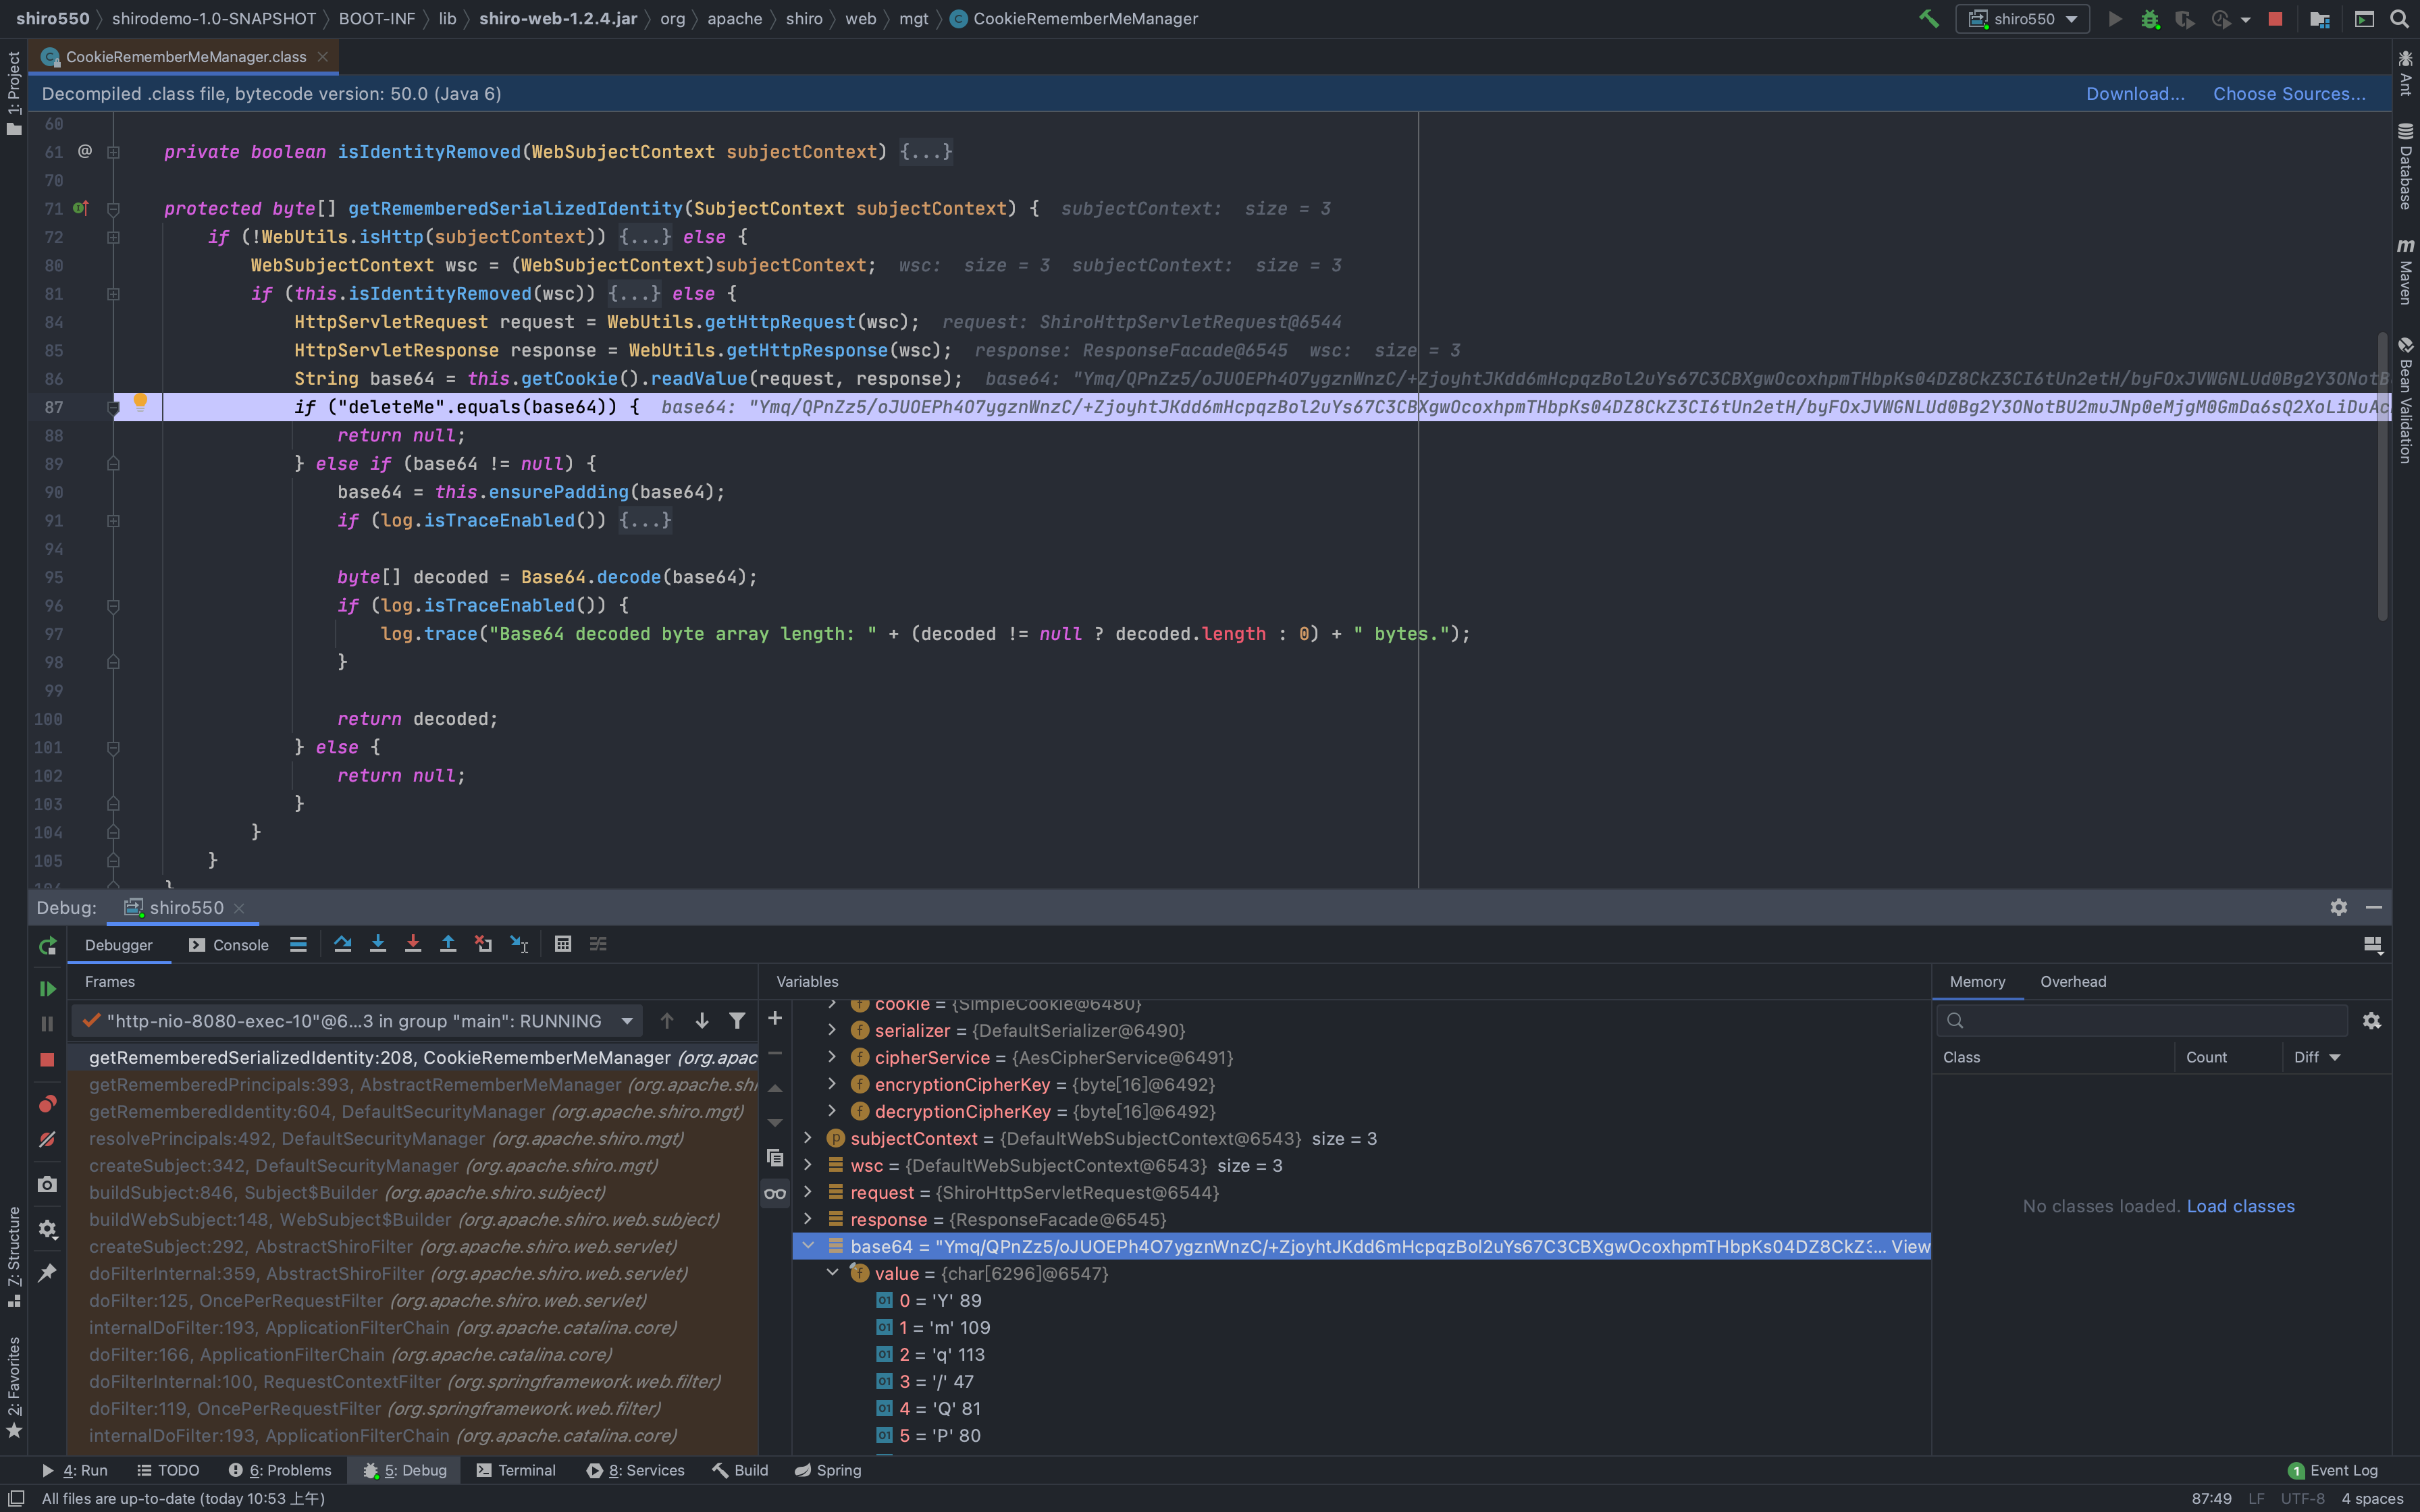 shiro550 › shirodemo-1.0-SNAPSHOT › BOOT-INF › lib › shiro-web-1.2.4.jar › org › apache › shiro › web › mgt › CookieRememberMeManager
shiro550
CookieRememberMeManager.class
Decompiled .class file, bytecode version: 50.0 (Java 6)
Download... Choose Sources...
1: Project
7: Structure
2: Favorites
Ant
Database
Maven
Bean Validation
60
61 @ private boolean isIdentityRemoved(WebSubjectContext subjectContext) {...}
70
71 protected byte[] getRememberedSerializedIdentity(SubjectContext subjectContext) { subjectContext: size = 3
72 if (!WebUtils.isHttp(subjectContext)) {...} else {
80 WebSubjectContext wsc = (WebSubjectContext)subjectContext; wsc: size = 3 subjectContext: size = 3
81 if (this.isIdentityRemoved(wsc)) {...} else {
84 HttpServletRequest request = WebUtils.getHttpRequest(wsc); request: ShiroHttpServletRequest@6544
85 HttpServletResponse response = WebUtils.getHttpResponse(wsc); response: ResponseFacade@6545 wsc: size = 3
86 String base64 = this.getCookie().readValue(request, response); base64: "Ymq/QPnZz5/oJUOEPh4O7ygznWnzC/+ZjoyhtJKdd6mHcpqzBol2uYs67C3CBXgwOcoxhpmTHbpKs04DZ8CkZ3CI6tUn2etH/byFOxJVWGNLUd0Bg2Y3ONotB
87 if ("deleteMe".equals(base64)) { base64: "Ymq/QPnZz5/oJUOEPh4O7ygznWnzC/+ZjoyhtJKdd6mHcpqzBol2uYs67C3CBXgwOcoxhpmTHbpKs04DZ8CkZ3CI6tUn2etH/byFOxJVWGNLUd0Bg2Y3ONotBU2muJNp0eMjgM0GmDa6sQ2XoLiDuAc
88 return null;
89 } else if (base64 != null) {
90 base64 = this.ensurePadding(base64);
91 if (log.isTraceEnabled()) {...}
94
95 byte[] decoded = Base64.decode(base64);
96 if (log.isTraceEnabled()) {
97 log.trace("Base64 decoded byte array length: " + (decoded != null ? decoded.length : 0) + " bytes.");
98 }
99
100 return decoded;
101 } else {
102 return null;
103 }
104 }
105 }
Debug: shiro550
Debugger Console
Frames
"http-nio-8080-exec-10"@6...3 in group "main": RUNNING
getRememberedSerializedIdentity:208, CookieRememberMeManager (org.apac
getRememberedPrincipals:393, AbstractRememberMeManager (org.apache.shi
getRememberedIdentity:604, DefaultSecurityManager (org.apache.shiro.mgt)
resolvePrincipals:492, DefaultSecurityManager (org.apache.shiro.mgt)
createSubject:342, DefaultSecurityManager (org.apache.shiro.mgt)
buildSubject:846, Subject$Builder (org.apache.shiro.subject)
buildWebSubject:148, WebSubject$Builder (org.apache.shiro.web.subject)
createSubject:292, AbstractShiroFilter (org.apache.shiro.web.servlet)
doFilterInternal:359, AbstractShiroFilter (org.apache.shiro.web.servlet)
doFilter:125, OncePerRequestFilter (org.apache.shiro.web.servlet)
internalDoFilter:193, ApplicationFilterChain (org.apache.catalina.core)
doFilter:166, ApplicationFilterChain (org.apache.catalina.core)
doFilterInternal:100, RequestContextFilter (org.springframework.web.filter)
doFilter:119, OncePerRequestFilter (org.springframework.web.filter)
internalDoFilter:193, ApplicationFilterChain (org.apache.catalina.core)
Variables
cookie = {SimpleCookie@6480}
serializer = {DefaultSerializer@6490}
cipherService = {AesCipherService@6491}
encryptionCipherKey = {byte[16]@6492}
decryptionCipherKey = {byte[16]@6492}
subjectContext = {DefaultWebSubjectContext@6543} size = 3
wsc = {DefaultWebSubjectContext@6543} size = 3
request = {ShiroHttpServletRequest@6544}
response = {ResponseFacade@6545}
base64 = "Ymq/QPnZz5/oJUOEPh4O7ygznWnzC/+ZjoyhtJKdd6mHcpqzBol2uYs67C3CBXgwOcoxhpmTHbpKs04DZ8CkZ3... View
value = {char[6296]@6547}
0 = 'Y' 89
1 = 'm' 109
2 = 'q' 113
3 = '/' 47
4 = 'Q' 81
5 = 'P' 80
Memory Overhead
Class Count Diff
No classes loaded. Load classes
4: Run TODO 6: Problems 5: Debug Terminal 8: Services Build Spring
1 Event Log
All files are up-to-date (today 10:53 上午)
87:49 LF UTF-8 4 spaces